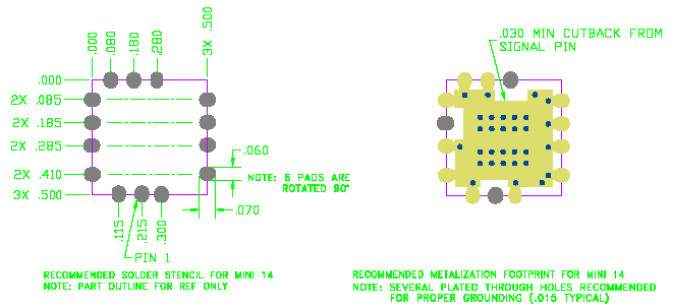 .000
.080
.180
.280
3X .500
.000
2X .085
2X .185
2X .285
2X .410
3X .500
.060
NOTE: 6 PADS ARE
ROTATED 90°
.070
.115
.215
.300
PIN 1
RECOMMENDED SOLDER STENCIL FOR MINI 14
NOTE: PART OUTLINE FOR REF ONLY
.030 MIN CUTBACK FROM
SIGNAL PIN
RECOMMENDED METALIZATION FOOTPRINT FOR MINI 14
NOTE: SEVERAL PLATED THROUGH HOLES RECOMMENDED
FOR PROPER GROUNDING (.015 TYPICAL)